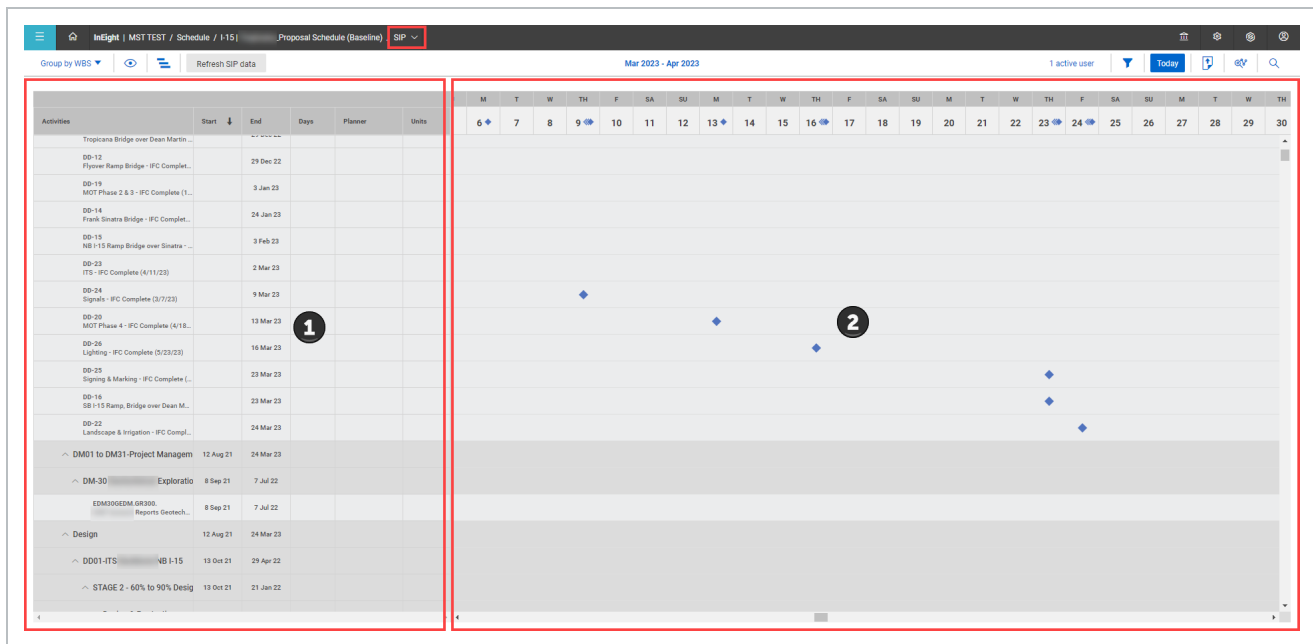 InEight | MST TEST / Schedule / I-15 | Proposal Schedule (Baseline) SIP
Group by WBS Refresh SIP data Mar 2023 - Apr 2023 1 active user Today
M T W TH F SA SU M T W TH F SA SU M T W TH F SA SU M T W TH
Activities Start End Days Planner Units 6 7 8 9 10 11 12 13 14 15 16 17 18 19 20 21 22 23 24 25 26 27 28 29 30
Tropicana Bridge over Dean Martin ...
DD-12
Flyover Ramp Bridge - IFC Complet... 29 Dec 22
DD-19
MOT Phase 2 & 3 - IFC Complete (1... 3 Jan 23
DD-14
Frank Sinatra Bridge - IFC Complet... 24 Jan 23
DD-15
NB I-15 Ramp Bridge over Sinatra - ... 3 Feb 23
DD-23
ITS - IFC Complete (4/11/23) 2 Mar 23
DD-24
Signals - IFC Complete (3/7/23) 9 Mar 23
DD-20
MOT Phase 4 - IFC Complete (4/18... 13 Mar 23
1 2
DD-26
Lighting - IFC Complete (5/23/23) 16 Mar 23
DD-25
Signing & Marking - IFC Complete (... 23 Mar 23
DD-16
SB I-15 Ramp, Bridge over Dean M... 23 Mar 23
DD-22
Landscape & Irrigation - IFC Compl... 24 Mar 23
DM01 to DM31-Project Managem 12 Aug 21 24 Mar 23
DM-30 Exploratio 8 Sep 21 7 Jul 22
EDM30GEDM.GR300.
Reports Geotech... 8 Sep 21 7 Jul 22
Design 12 Aug 21 24 Mar 23
DD01-ITS NB I-15 13 Oct 21 29 Apr 22
STAGE 2 - 60% to 90% Desig 13 Oct 21 21 Jan 22